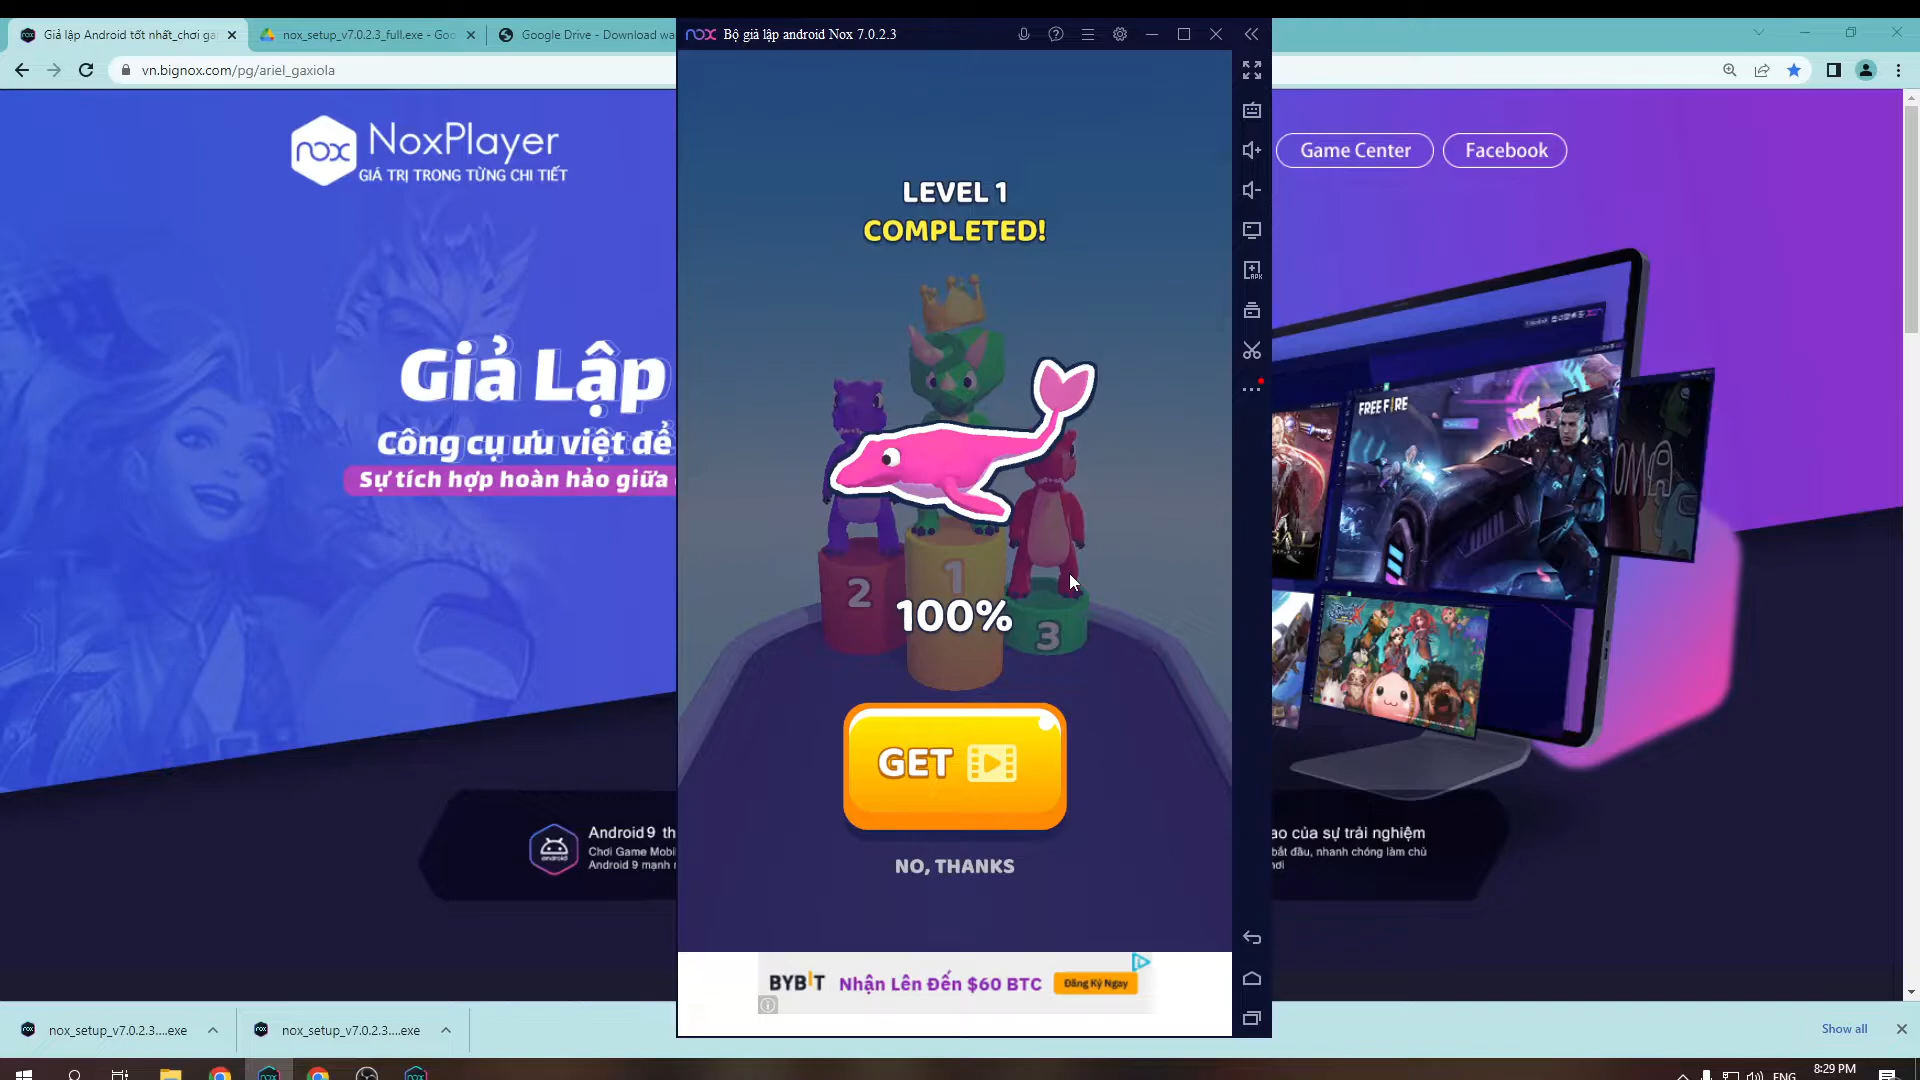 Giả lập Android tốt nhất_chơi ga
nox_setup_v7.0.2.3_full.exe - Goo
Google Drive - Download wa
nox Bộ giả lập android Nox 7.0.2.3
vn.bignox.com/pg/ariel_gaxiola
nox NoxPlayer
GIÁ TRỊ TRONG TỪNG CHI TIẾT
Game Center
Facebook
LEVEL 1
COMPLETED!
Giả Lập
Công cụ ưu việt để
Sự tích hợp hoàn hảo giữa
FREE FIRE
2
1
3
100%
GET
NO, THANKS
Android 9 th
Chơi Game Mobi
Android 9 mạnh
ao của sự trải nghiệm
bắt đầu, nhanh chóng làm chủ
BYBIT Nhận Lên Đến $60 BTC Đăng Ký Ngay
nox_setup_v7.0.2.3....exe
nox_setup_v7.0.2.3....exe
Show all
ENG
8:29 PM